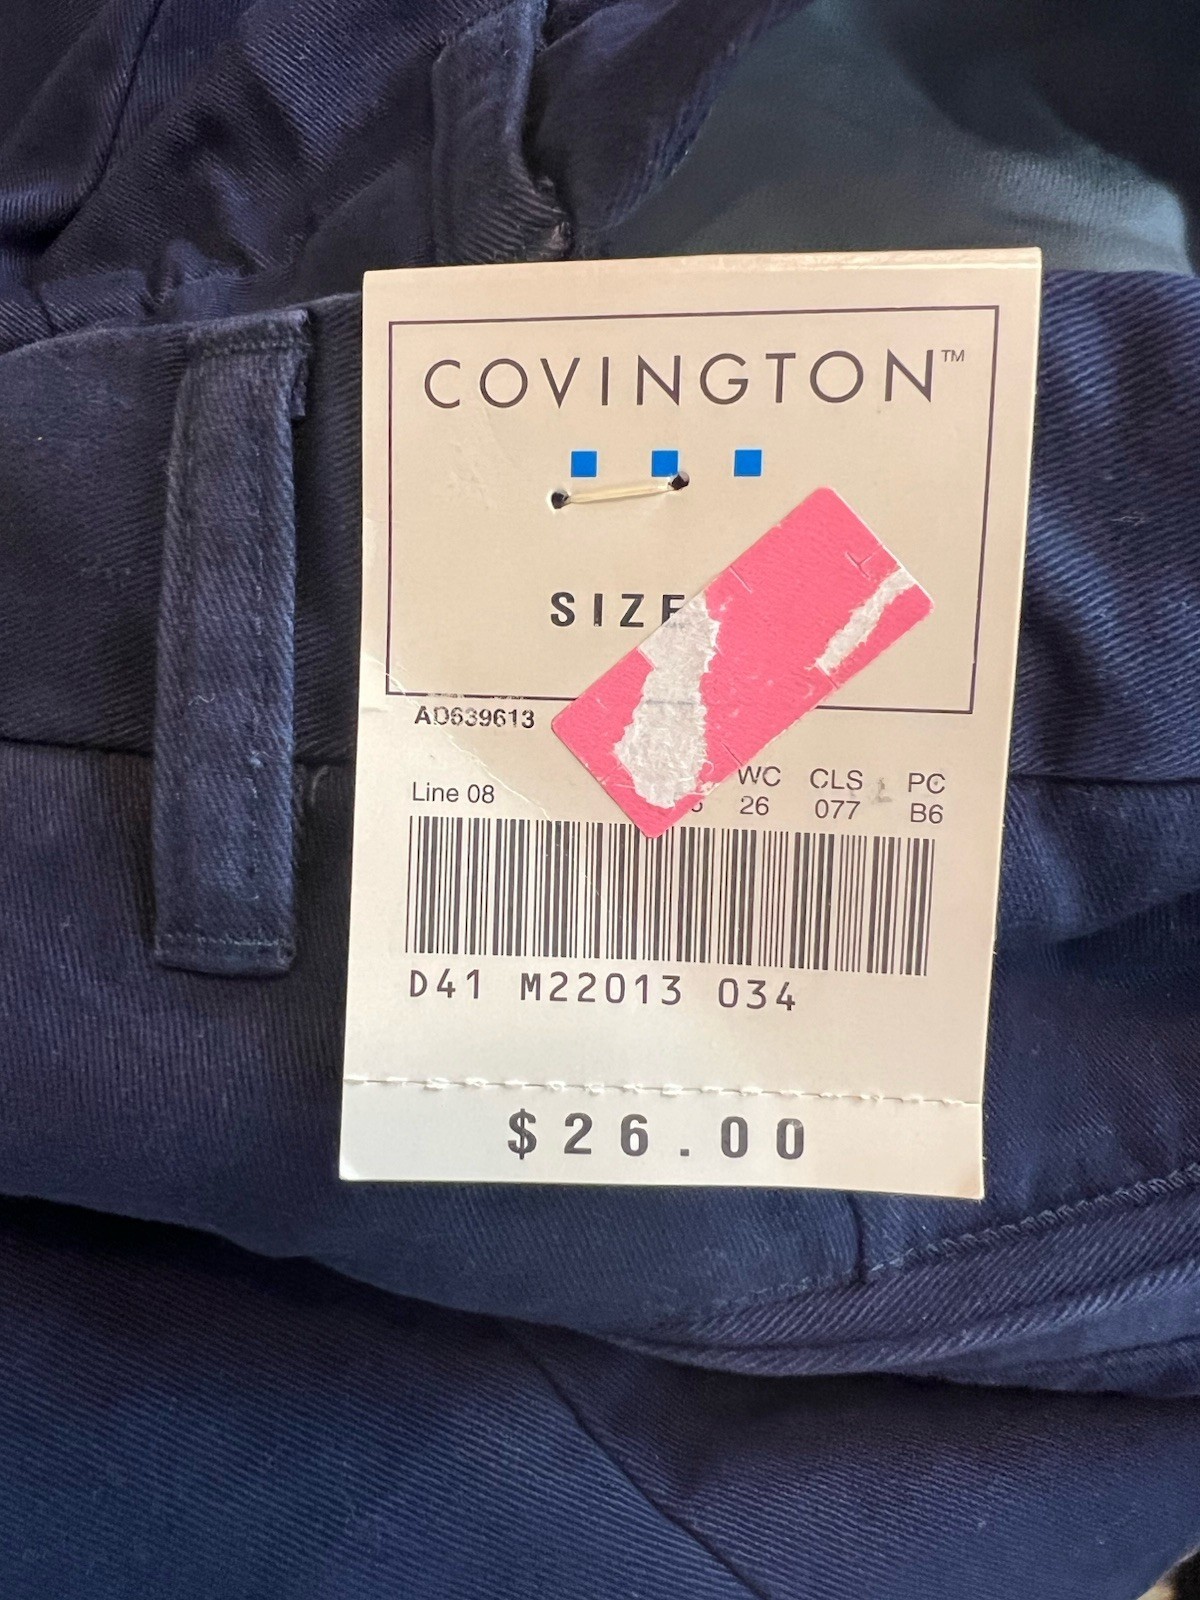 COVINGTON™
SIZE
AD639613
WC CLS PC
Line 08 26 077 B6
D41 M22013 034
$26.00